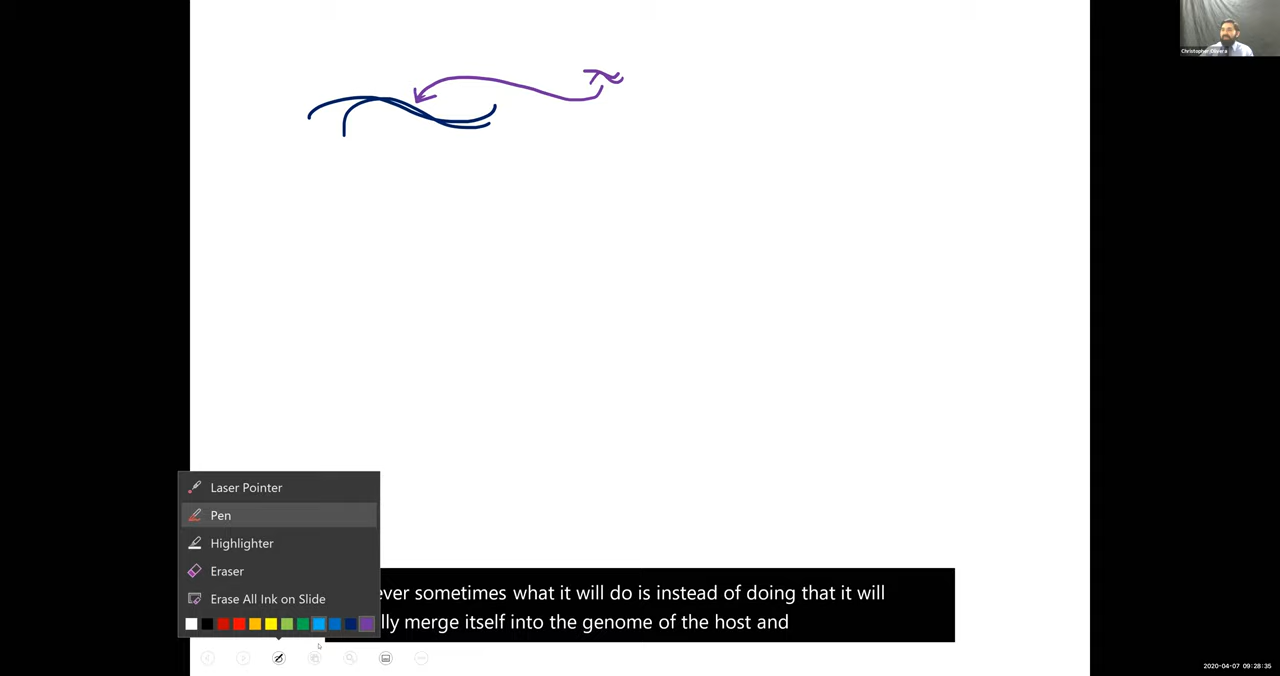 Christopher Olivera
Laser Pointer
Pen
Highlighter
Eraser
Erase All Ink on Slide
ever sometimes what it will do is instead of doing that it will
lly merge itself into the genome of the host and
2020-04-07 09:28:35